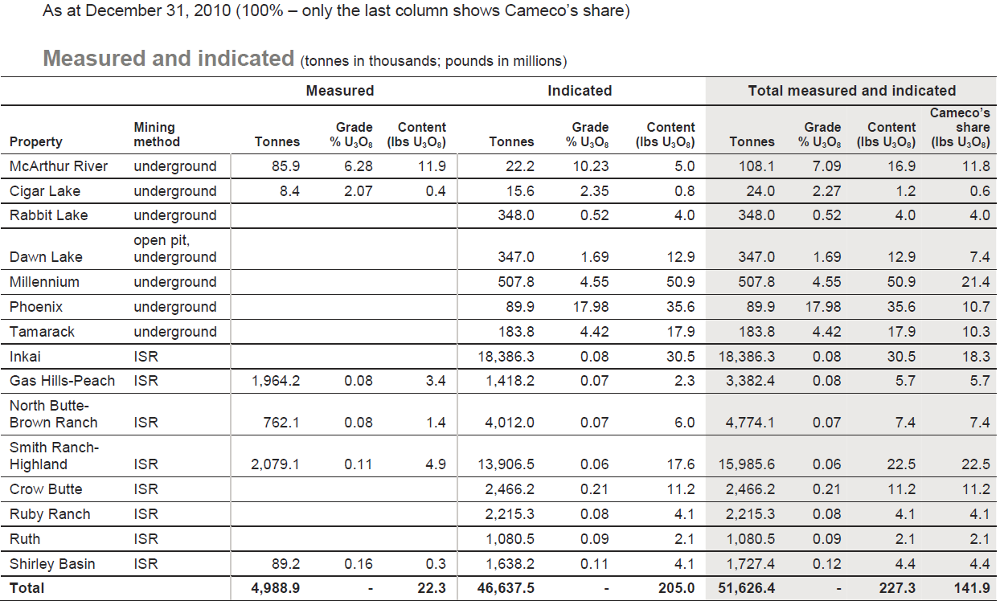 As at December 31, 2010 (100% – only the last column shows Cameco's share)
Measured and indicated (tonnes in thousands; pounds in millions)
Measured Indicated Total measured and indicated
Property Mining method Tonnes Grade % U₃O₈ Content (lbs U₃O₈) Tonnes Grade % U₃O₈ Content (lbs U₃O₈) Tonnes Grade % U₃O₈ Content (lbs U₃O₈) Cameco's share (lbs U₃O₈)
McArthur River underground 85.9 6.28 11.9 22.2 10.23 5.0 108.1 7.09 16.9 11.8
Cigar Lake underground 8.4 2.07 0.4 15.6 2.35 0.8 24.0 2.27 1.2 0.6
Rabbit Lake underground 348.0 0.52 4.0 348.0 0.52 4.0 4.0
Dawn Lake open pit, underground 347.0 1.69 12.9 347.0 1.69 12.9 7.4
Millennium underground 507.8 4.55 50.9 507.8 4.55 50.9 21.4
Phoenix underground 89.9 17.98 35.6 89.9 17.98 35.6 10.7
Tamarack underground 183.8 4.42 17.9 183.8 4.42 17.9 10.3
Inkai ISR 18,386.3 0.08 30.5 18,386.3 0.08 30.5 18.3
Gas Hills-Peach ISR 1,964.2 0.08 3.4 1,418.2 0.07 2.3 3,382.4 0.08 5.7 5.7
North Butte-
Brown Ranch ISR 762.1 0.08 1.4 4,012.0 0.07 6.0 4,774.1 0.07 7.4 7.4
Smith Ranch-
Highland ISR 2,079.1 0.11 4.9 13,906.5 0.06 17.6 15,985.6 0.06 22.5 22.5
Crow Butte ISR 2,466.2 0.21 11.2 2,466.2 0.21 11.2 11.2
Ruby Ranch ISR 2,215.3 0.08 4.1 2,215.3 0.08 4.1 4.1
Ruth ISR 1,080.5 0.09 2.1 1,080.5 0.09 2.1 2.1
Shirley Basin ISR 89.2 0.16 0.3 1,638.2 0.11 4.1 1,727.4 0.12 4.4 4.4
Total 4,988.9 - 22.3 46,637.5 - 205.0 51,626.4 - 227.3 141.9